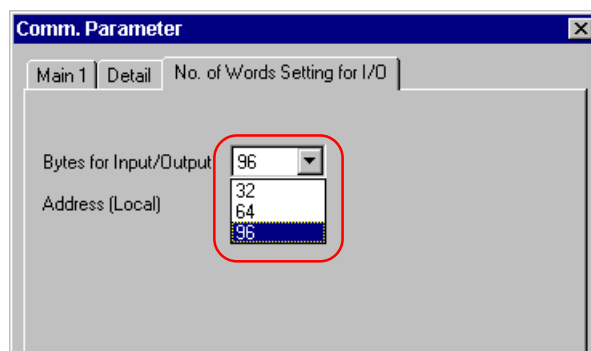 Comm. Parameter
Main 1 Detail No. of Words Setting for I/O
Bytes for Input/Output 96
32
Address (Local) 64
96